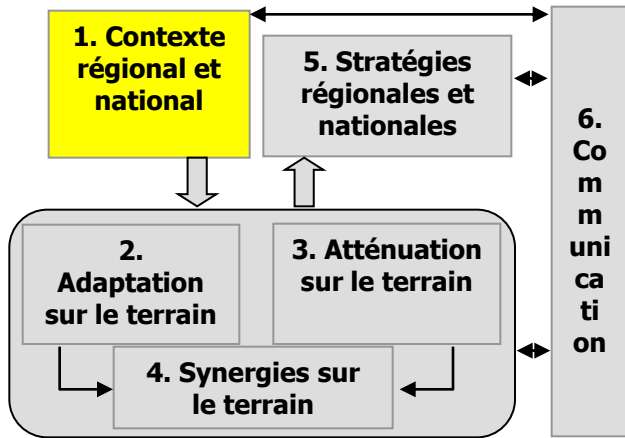 1. Contexte
régional et
national
5. Stratégies
régionales et
nationales
2.
Adaptation
sur le terrain
3. Atténuation
sur le terrain
4. Synergies sur
le terrain
6.
Co
m
m
uni
ca
ti
on